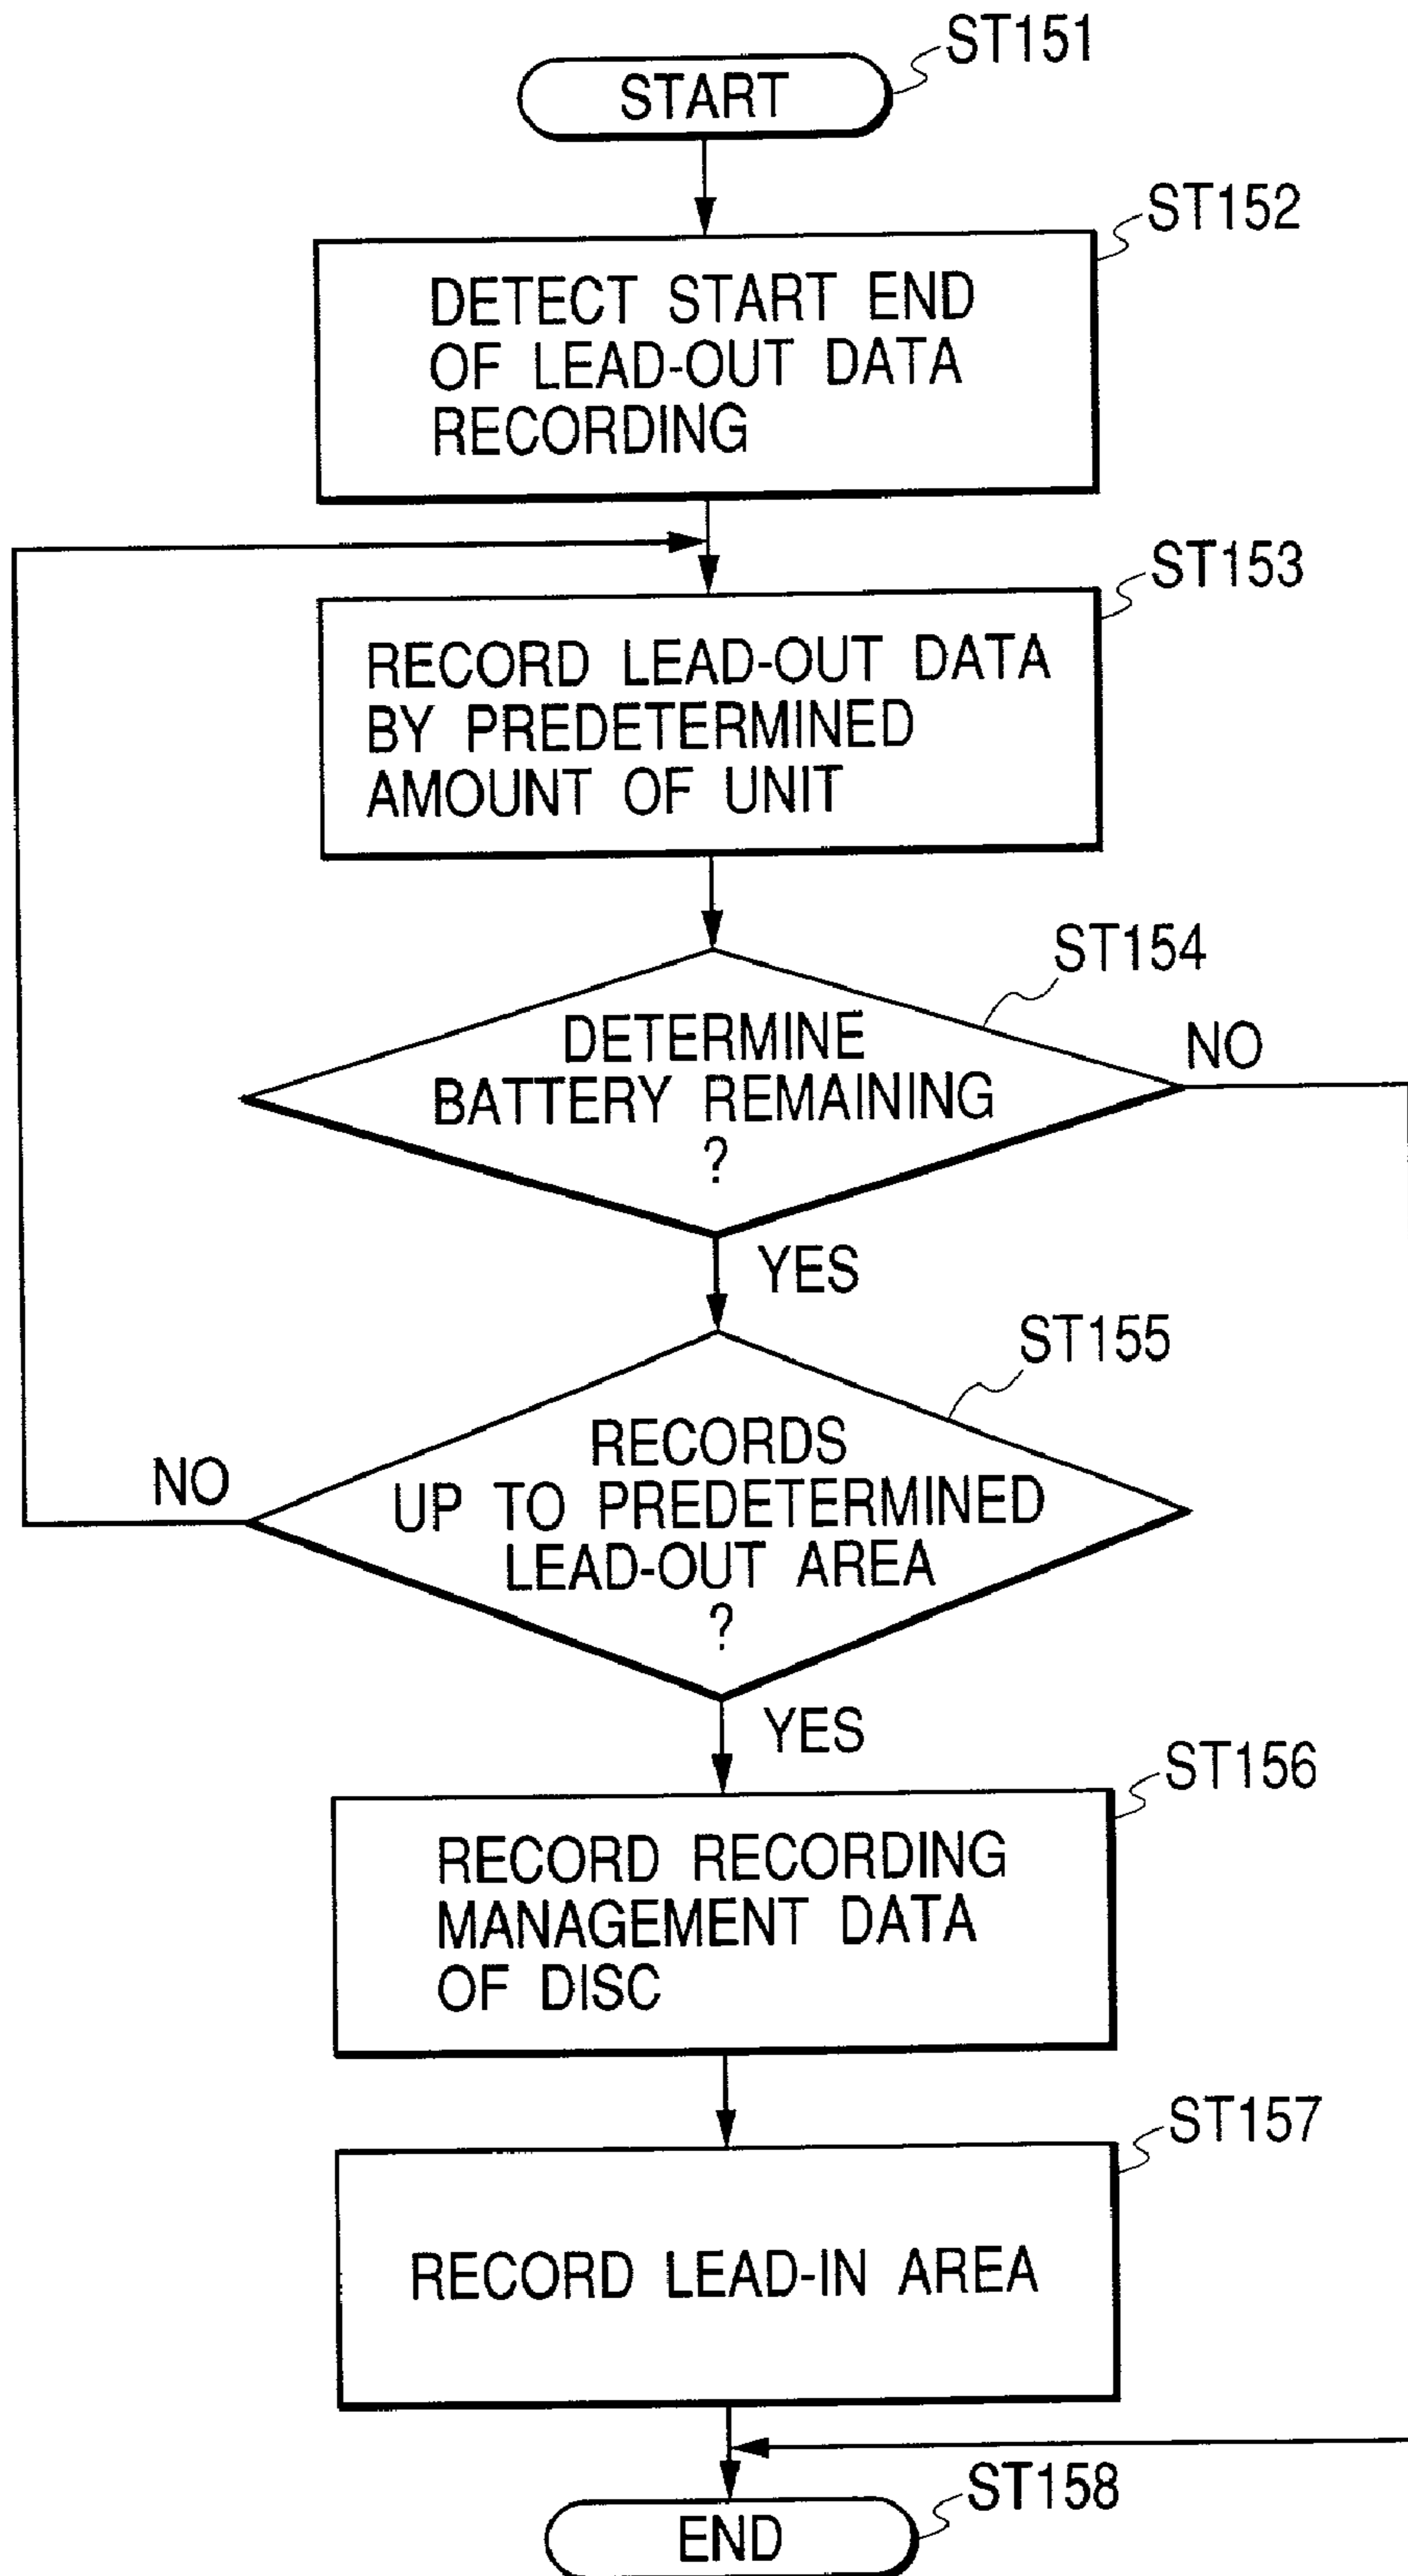 START
ST151
ST152
DETECT START END
OF LEAD-OUT DATA
RECORDING
ST153
RECORD LEAD-OUT DATA
BY PREDETERMINED
AMOUNT OF UNIT
ST154
DETERMINE
BATTERY REMAINING
?
NO
YES
ST155
RECORDS
UP TO PREDETERMINED
LEAD-OUT AREA
?
NO
YES
ST156
RECORD RECORDING
MANAGEMENT DATA
OF DISC
ST157
RECORD LEAD-IN AREA
ST158
END